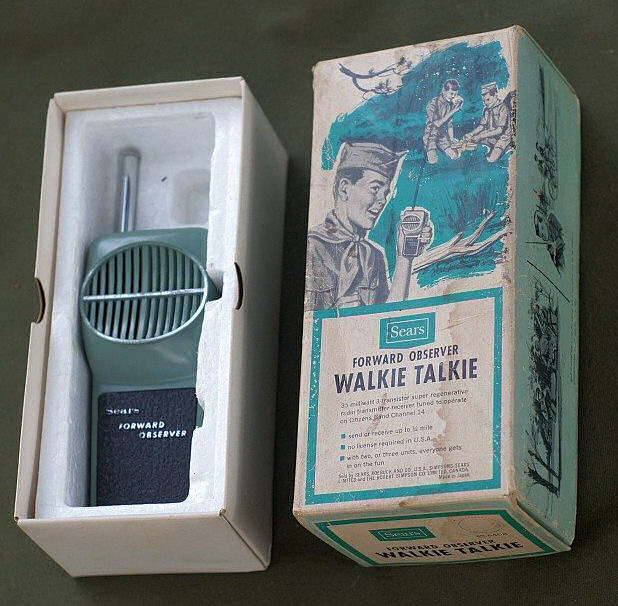 Sears
FORWARD
OBSERVER
Sears
FORWARD OBSERVER
WALKIE TALKIE
35 milliwatt 3-transistor super regenerative
radio transmitter-receiver tuned to operate
on Citizens Band Channel 14
send or receive up to ¼ mile
no license required in U.S.A.
with two, or three units, everyone gets
in on the fun
Sold by SEARS, ROEBUCK AND CO. U.S.A. SIMPSONS-SEARS
LIMITED and THE ROBERT SIMPSON CO. LIMITED, CANADA.
Made in Japan
Sears
FORWARD OBSERVER
WALKIE TALKIE